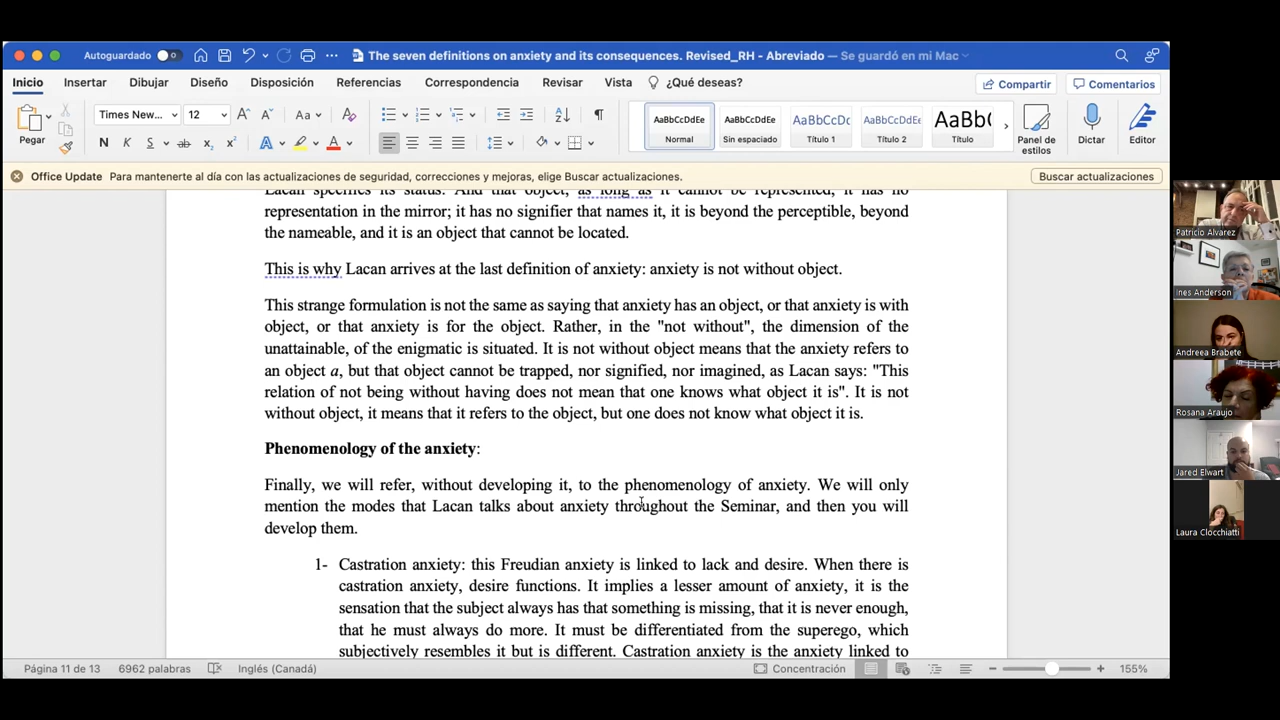 Autoguardado
The seven definitions on anxiety and its consequences. Revised_RH - Abreviado — Se guardó en mi Mac
Inicio Insertar Dibujar Diseño Disposición Referencias Correspondencia Revisar Vista ¿Qué deseas? Compartir Comentarios
Times New... 12
Pegar
N K S
AaBbCcDdEe AaBbCcDdEe AaBbCcDc AaBbCcDdEe AaBb(
Normal Sin espaciado Título 1 Título 2 Título
Panel de estilos
Dictar
Editor
Office Update Para mantenerte al día con las actualizaciones de seguridad, correcciones y mejoras, elige Buscar actualizaciones. Buscar actualizaciones
Lacan specifies its status. And that object, as long as it cannot be represented, it has no
representation in the mirror; it has no signifier that names it, it is beyond the perceptible, beyond
the nameable, and it is an object that cannot be located.
This is why Lacan arrives at the last definition of anxiety: anxiety is not without object.
This strange formulation is not the same as saying that anxiety has an object, or that anxiety is with
object, or that anxiety is for the object. Rather, in the "not without", the dimension of the
unattainable, of the enigmatic is situated. It is not without object means that the anxiety refers to
an object a, but that object cannot be trapped, nor signified, nor imagined, as Lacan says: "This
relation of not being without having does not mean that one knows what object it is". It is not
without object, it means that it refers to the object, but one does not know what object it is.
Phenomenology of the anxiety:
Finally, we will refer, without developing it, to the phenomenology of anxiety. We will only
mention the modes that Lacan talks about anxiety throughout the Seminar, and then you will
develop them.
1- Castration anxiety: this Freudian anxiety is linked to lack and desire. When there is
castration anxiety, desire functions. It implies a lesser amount of anxiety, it is the
sensation that the subject always has that something is missing, that it is never enough,
that he must always do more. It must be differentiated from the superego, which
subjectively resembles it but is different. Castration anxiety is the anxiety linked to
Página 11 de 13 6962 palabras Inglés (Canadá) Concentración 155%
Patricio Alvarez
Ines Anderson
Andreea Brabete
Rosana Araujo
Jared Elwart
Laura Clocchiatti